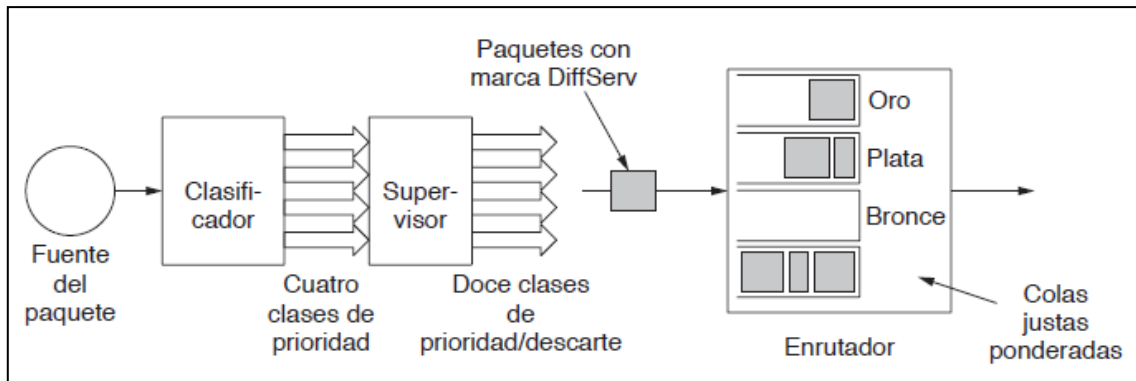 Fuente
del
paquete
Clasifi-
cador
Cuatro
clases de
prioridad
Super-
visor
Doce clases
de
prioridad/descarte
Paquetes con
marca DiffServ
Oro
Plata
Bronce
Enrutador
Colas
justas
ponderadas